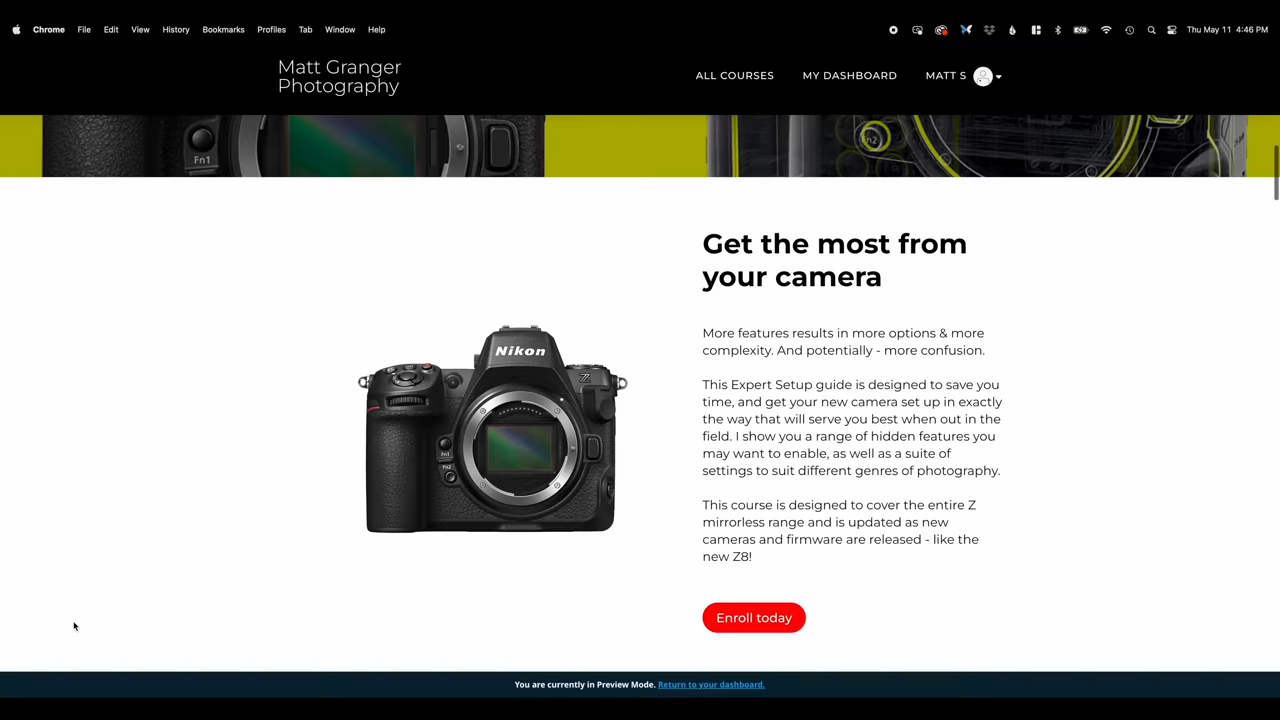 Chrome File Edit View History Bookmarks Profiles Tab Window Help Thu May 11 4:46 PM
Matt Granger
Photography
ALL COURSES MY DASHBOARD MATT S
Fn1
Fn2
Get the most from
your camera
More features results in more options & more
complexity. And potentially - more confusion.
This Expert Setup guide is designed to save you
time, and get your new camera set up in exactly
the way that will serve you best when out in the
field. I show you a range of hidden features you
may want to enable, as well as a suite of
settings to suit different genres of photography.
This course is designed to cover the entire Z
mirrorless range and is updated as new
cameras and firmware are released - like the
new Z8!
Nikon
Z
Fn1
Fn2
Enroll today
You are currently in Preview Mode. Return to your dashboard.